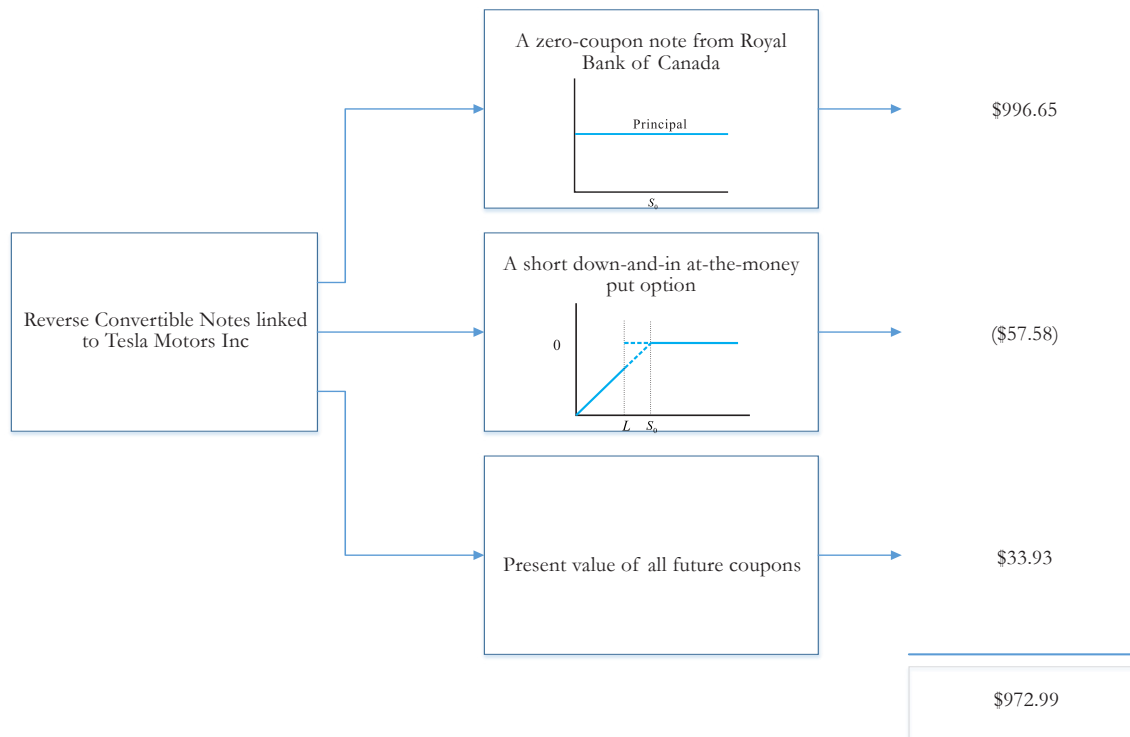 A zero-coupon note from Royal
Bank of Canada
Principal
S₀
$996.65
Reverse Convertible Notes linked
to Tesla Motors Inc
A short down-and-in at-the-money
put option
0
L S₀
($57.58)
Present value of all future coupons
$33.93
$972.99